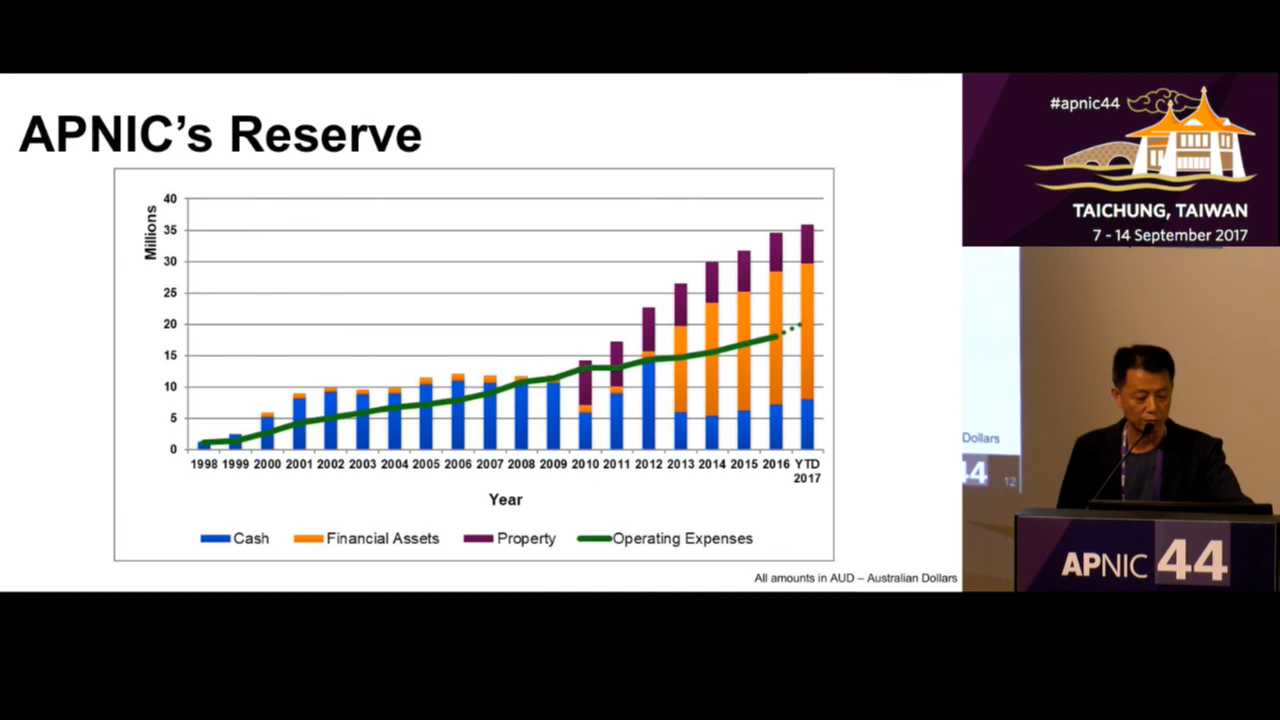 APNIC's Reserve
Millions
40
35
30
25
20
15
10
5
0
1998 1999 2000 2001 2002 2003 2004 2005 2006 2007 2008 2009 2010 2011 2012 2013 2014 2015 2016 YTD 2017
Year
Cash Financial Assets Property Operating Expenses
All amounts in AUD – Australian Dollars
#apnic44
TAICHUNG, TAIWAN
7 - 14 September 2017
Dollars
44 12
APNIC 44